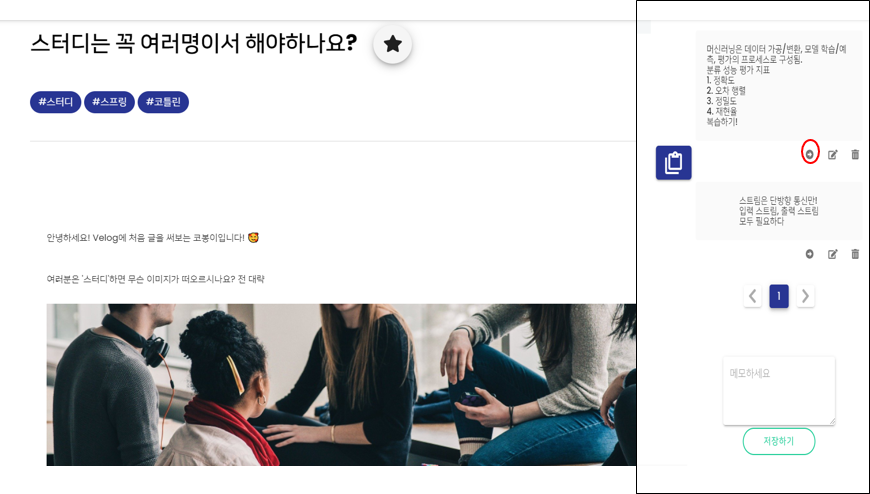 스터디는 꼭 여러명이서 해야하나요?
#스터디 #스프링 #코틀린
안녕하세요! Velog에 처음 글을 써보는 코봉이입니다! 🥰
여러분은 '스터디'하면 무슨 이미지가 떠오르시나요? 전 대략
머신러닝은 데이터 가공/변환, 모델 학습/예
측, 평가의 프로세스로 구성됨.
분류 성능 평가 지표
1. 정확도
2. 오차 행렬
3. 정밀도
4. 재현율
복습하기!
스트림은 단방향 통신만!
입력 스트림, 출력 스트림
모두 필요하다
1
메모하세요
저장하기